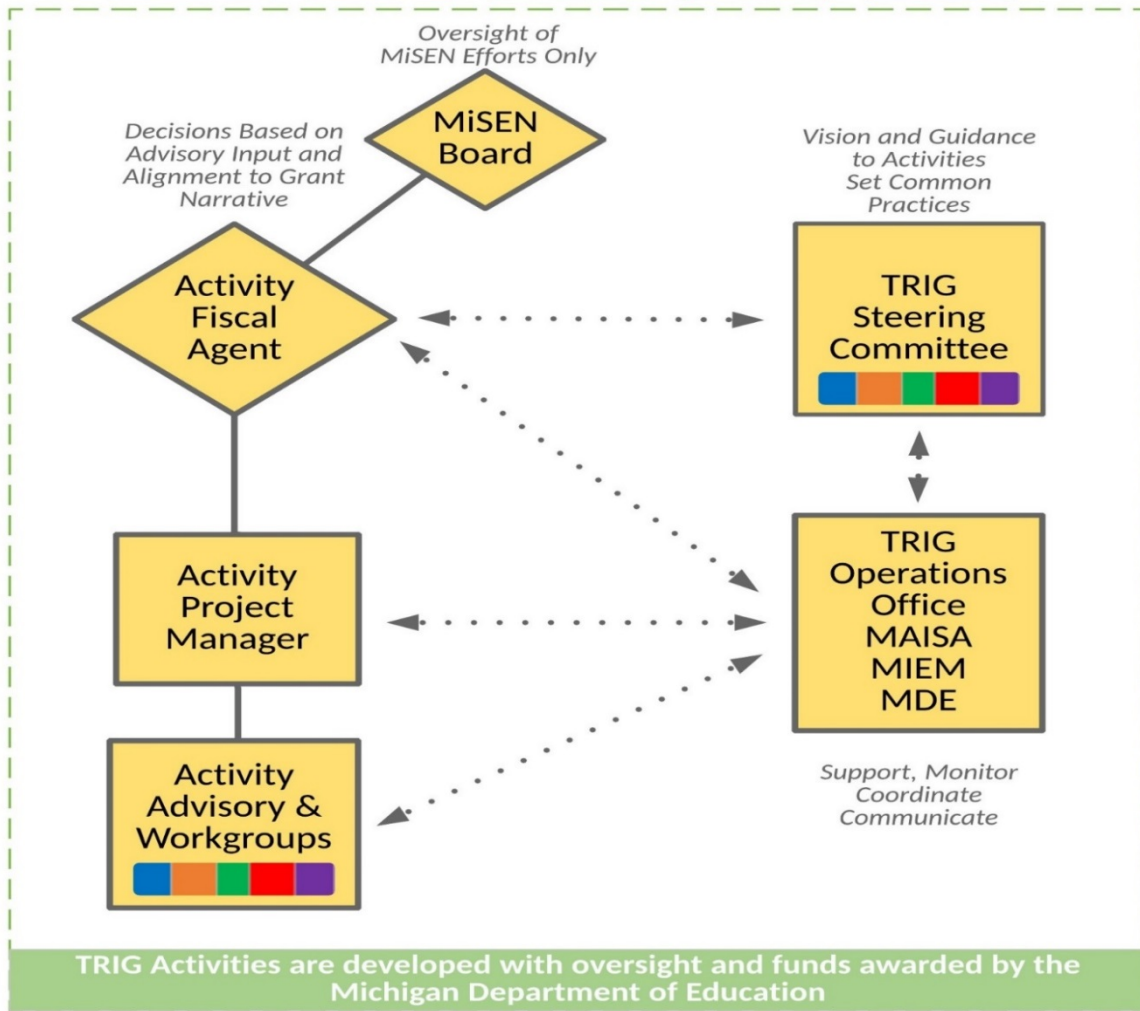 Oversight of
MiSEN Efforts Only
MiSEN
Board
Decisions Based on
Advisory Input and
Alignment to Grant
Narrative
Activity
Fiscal
Agent
Vision and Guidance
to Activities
Set Common
Practices
TRIG
Steering
Committee
Activity
Project
Manager
TRIG
Operations
Office
MAISA
MIEM
MDE
Activity
Advisory &
Workgroups
Support, Monitor
Coordinate
Communicate
TRIG Activities are developed with oversight and funds awarded by the
Michigan Department of Education